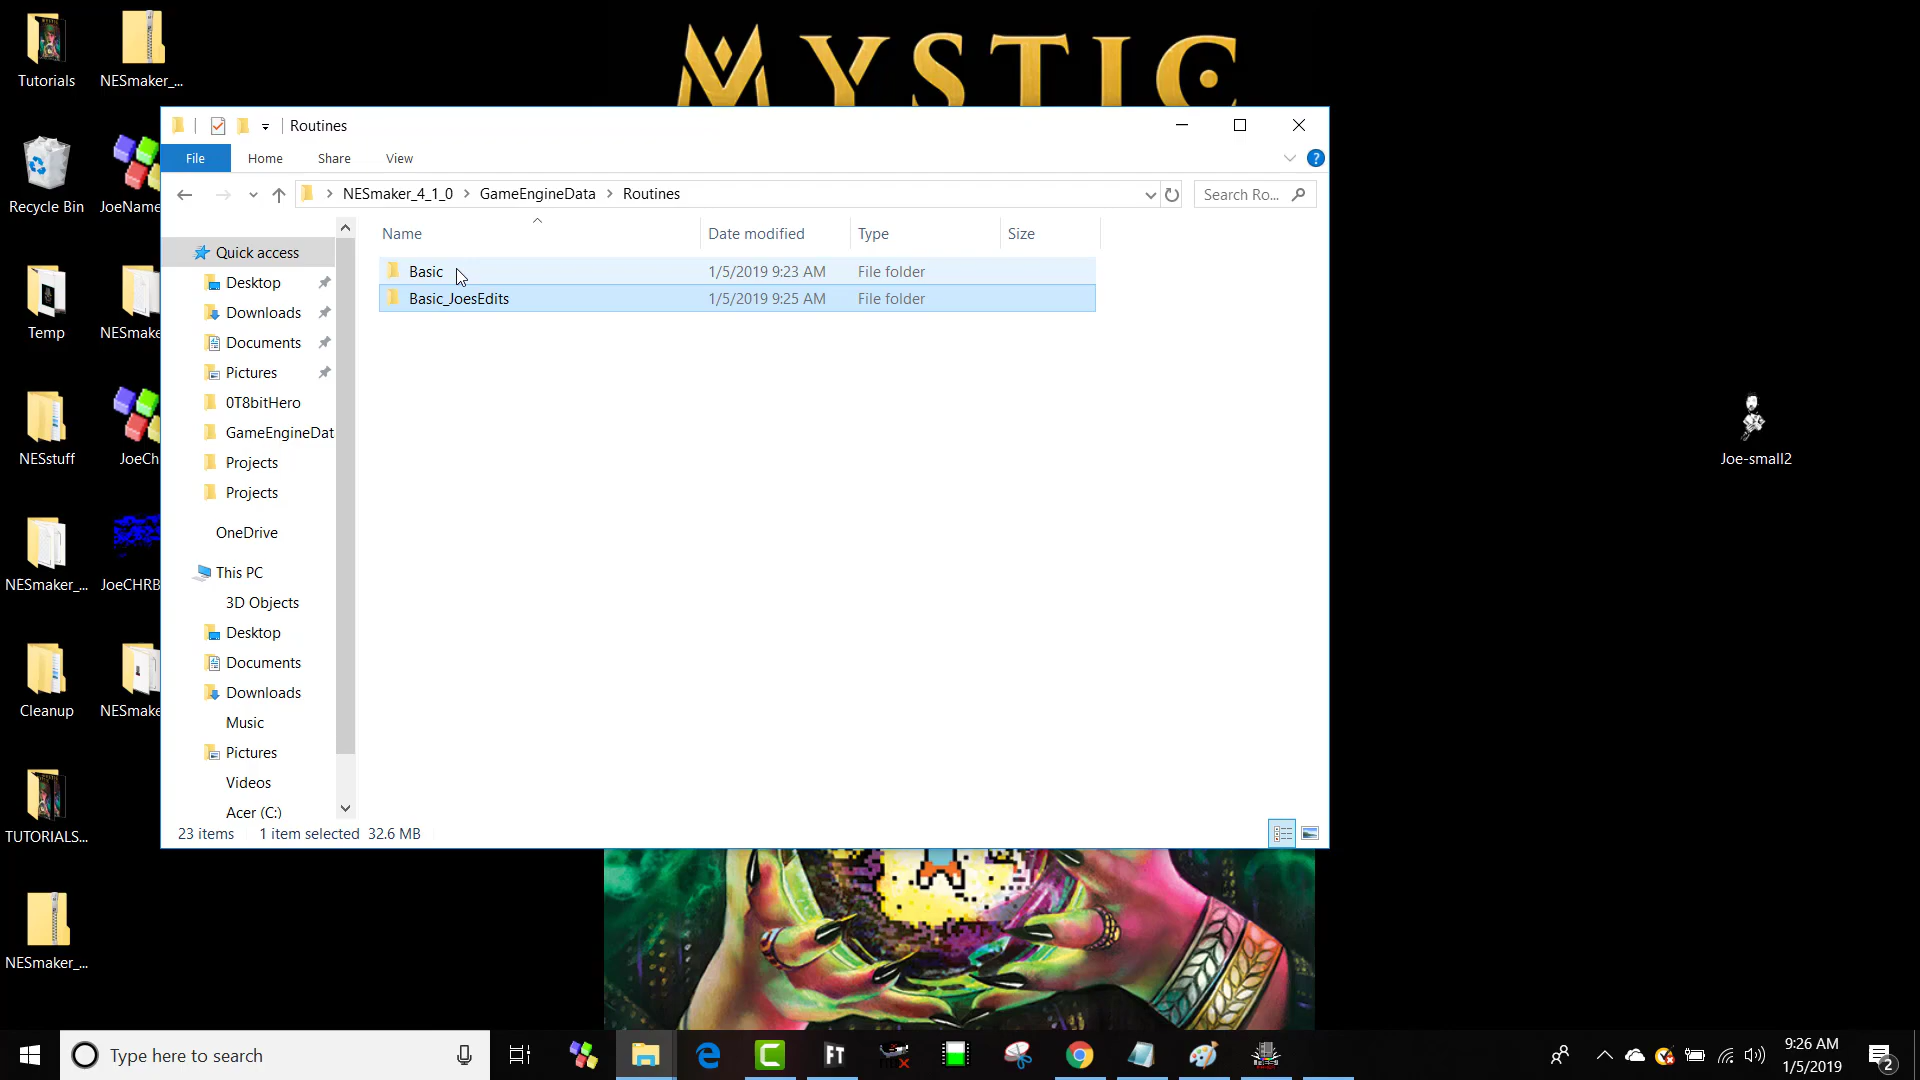 MYSTIC
Tutorials
NESmaker_...
Recycle Bin
JoeName
Temp
NESmake
NESstuff
JoeCh
NESmaker_...
JoeCHRB
Cleanup
NESmake
TUTORIALS...
NESmaker_...
Joe-small2
Routines
File
Home
Share
View
NESmaker_4_1_0
GameEngineData
Routines
Search Ro...
Quick access
Desktop
Downloads
Documents
Pictures
0T8bitHero
GameEngineDat
Projects
Projects
OneDrive
This PC
3D Objects
Desktop
Documents
Downloads
Music
Pictures
Videos
Acer (C:)
Name
Date modified
Type
Size
Basic
1/5/2019 9:23 AM
File folder
Basic_JoesEdits
1/5/2019 9:25 AM
File folder
23 items
1 item selected 32.6 MB
Type here to search
FT
9:26 AM
1/5/2019
2